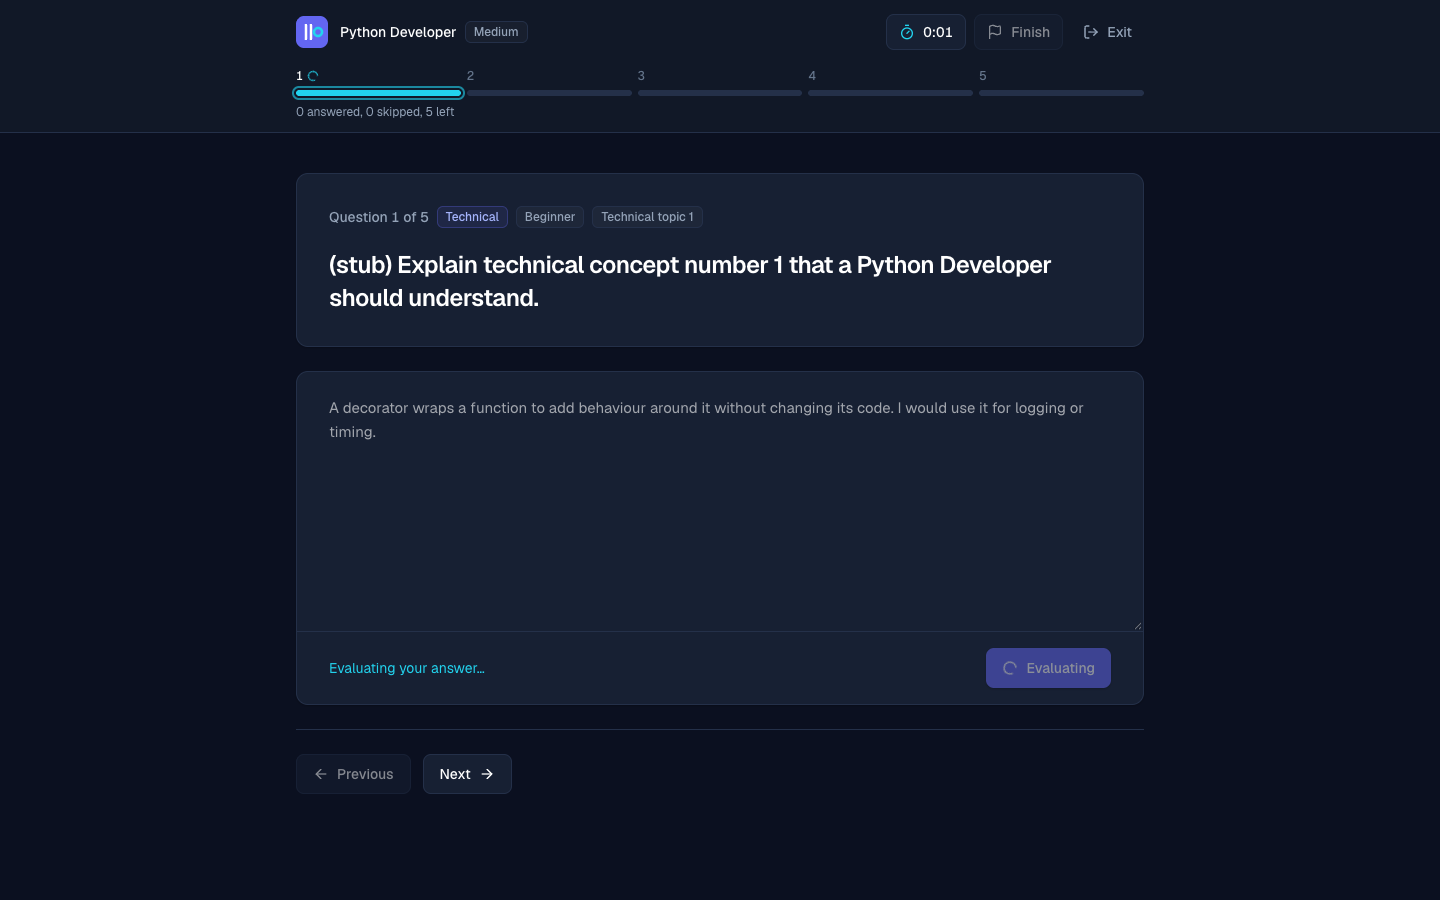 Python Developer Medium 0:01 Finish Exit
1 2 3 4 5
0 answered, 0 skipped, 5 left
Question 1 of 5 Technical Beginner Technical topic 1
(stub) Explain technical concept number 1 that a Python Developer
should understand.
A decorator wraps a function to add behaviour around it without changing its code. I would use it for logging or
timing.
Evaluating your answer... Evaluating
Previous Next